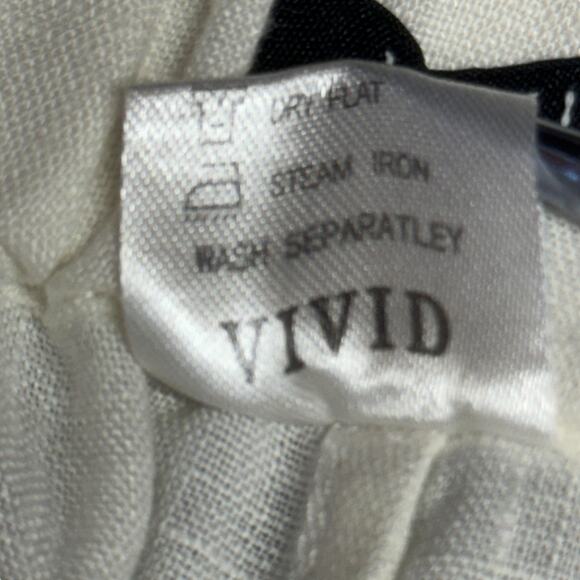 DRY FLAT
STEAM IRON
WASH SEPARATLEY
VIVID